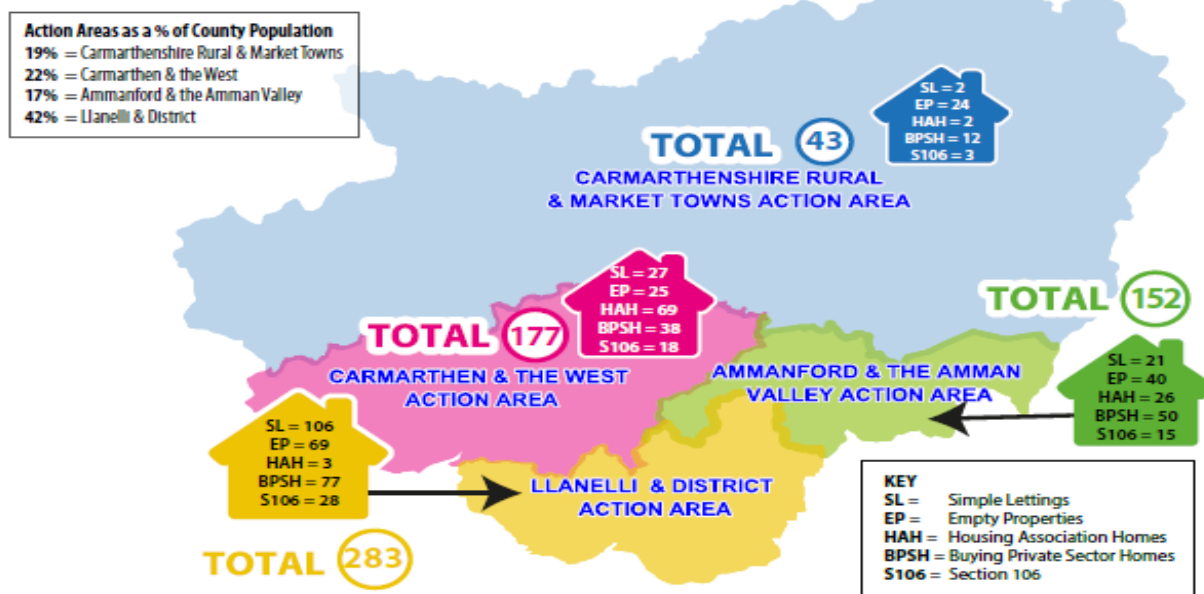 Action Areas as a % of County Population
19% = Carmarthenshire Rural & Market Towns
22% = Carmarthen & the West
17% = Ammanford & the Amman Valley
42% = Llanelli & District
SL = 2
EP = 24
HAH = 2
BPSH = 12
S106 = 3
TOTAL 43
CARMARTHENSHIRE RURAL
& MARKET TOWNS ACTION AREA
SL = 27
EP = 25
HAH = 69
BPSH = 38
S106 = 18
TOTAL 177
CARMARTHEN & THE WEST
ACTION AREA
TOTAL 152
SL = 21
EP = 40
HAH = 26
BPSH = 50
S106 = 15
AMMANFORD & THE AMMAN
VALLEY ACTION AREA
SL = 106
EP = 69
HAH = 3
BPSH = 77
S106 = 28
LLANELLI & DISTRICT
ACTION AREA
TOTAL 283
KEY
SL = Simple Lettings
EP = Empty Properties
HAH = Housing Association Homes
BPSH = Buying Private Sector Homes
S106 = Section 106